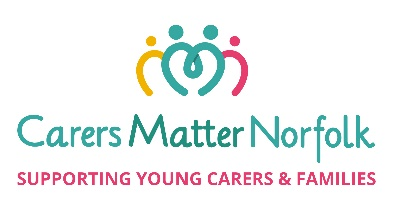 Carers Matter Norfolk
SUPPORTING YOUNG CARERS & FAMILIES